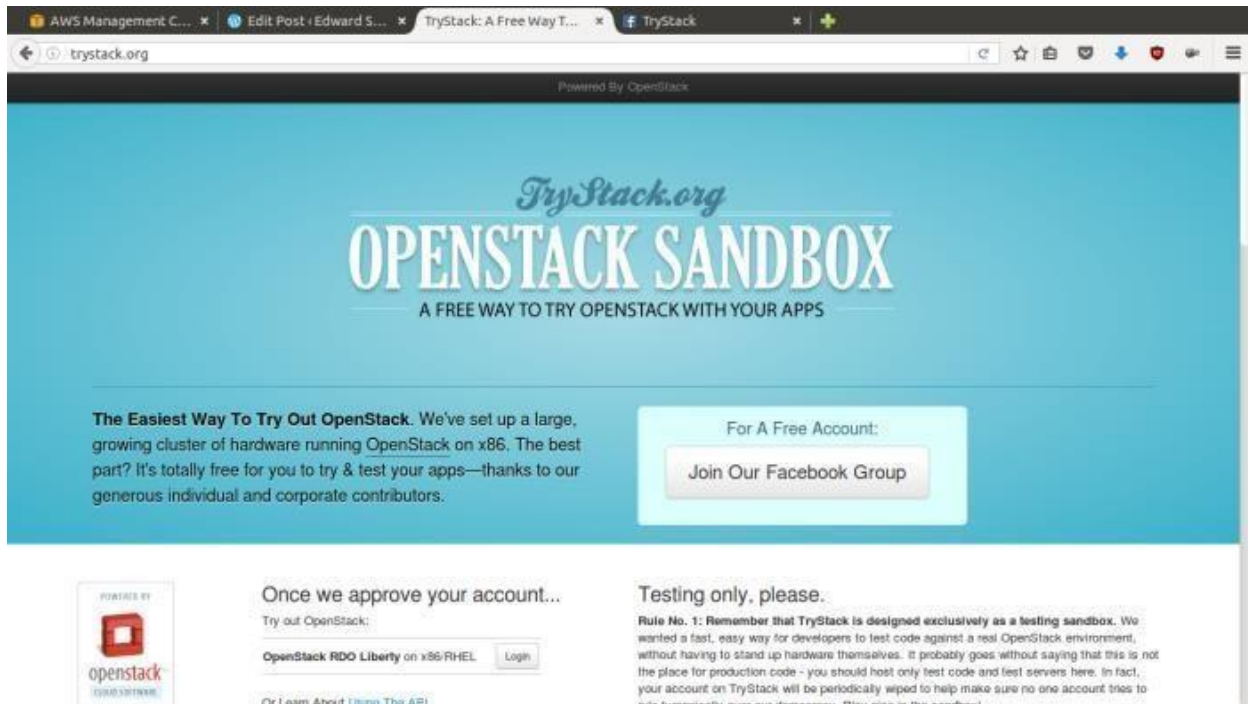 AWS Management C...
Edit Post ‹ Edward S...
TryStack: A Free Way T...
TryStack
trystack.org
Powered By OpenStack
TryStack.org
OPENSTACK SANDBOX
A FREE WAY TO TRY OPENSTACK WITH YOUR APPS
The Easiest Way To Try Out OpenStack. We've set up a large,
growing cluster of hardware running OpenStack on x86. The best
part? It's totally free for you to try & test your apps—thanks to our
generous individual and corporate contributors.
For A Free Account:
Join Our Facebook Group
POWERED BY
openstack
CLOUD SOFTWARE
Once we approve your account...
Try out OpenStack:
OpenStack RDO Liberty on x86/RHEL
Login
Or Learn About Using The API
Testing only, please.
Rule No. 1: Remember that TryStack is designed exclusively as a testing sandbox. We
wanted a fast, easy way for developers to test code against a real OpenStack environment,
without having to stand up hardware themselves. It probably goes without saying that this is not
the place for production code - you should host only test code and test servers here. In fact,
your account on TryStack will be periodically wiped to help make sure no one account tries to